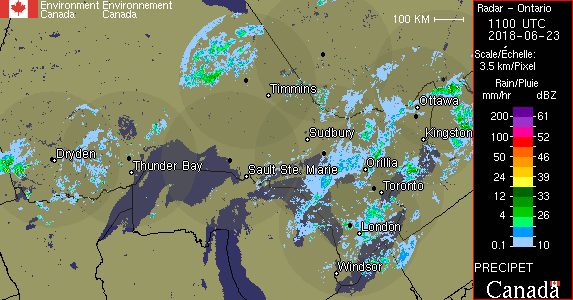 Environment Environnement
Canada Canada
100 KM
Timmins
Ottawa
Sudbury
Kingston
Dryden
Thunder Bay
Sault Ste. Marie
Orillia
Toronto
London
Windsor
Radar - Ontario
1100 UTC
2018-06-23
Scale/Échelle:
3.5 km/Pixel
Rain/Pluie
mm/hr dBZ
200 61
100 57
100 52
50 46
24 39
12 33
4 26
0.1 10
PRECIPET
Canada